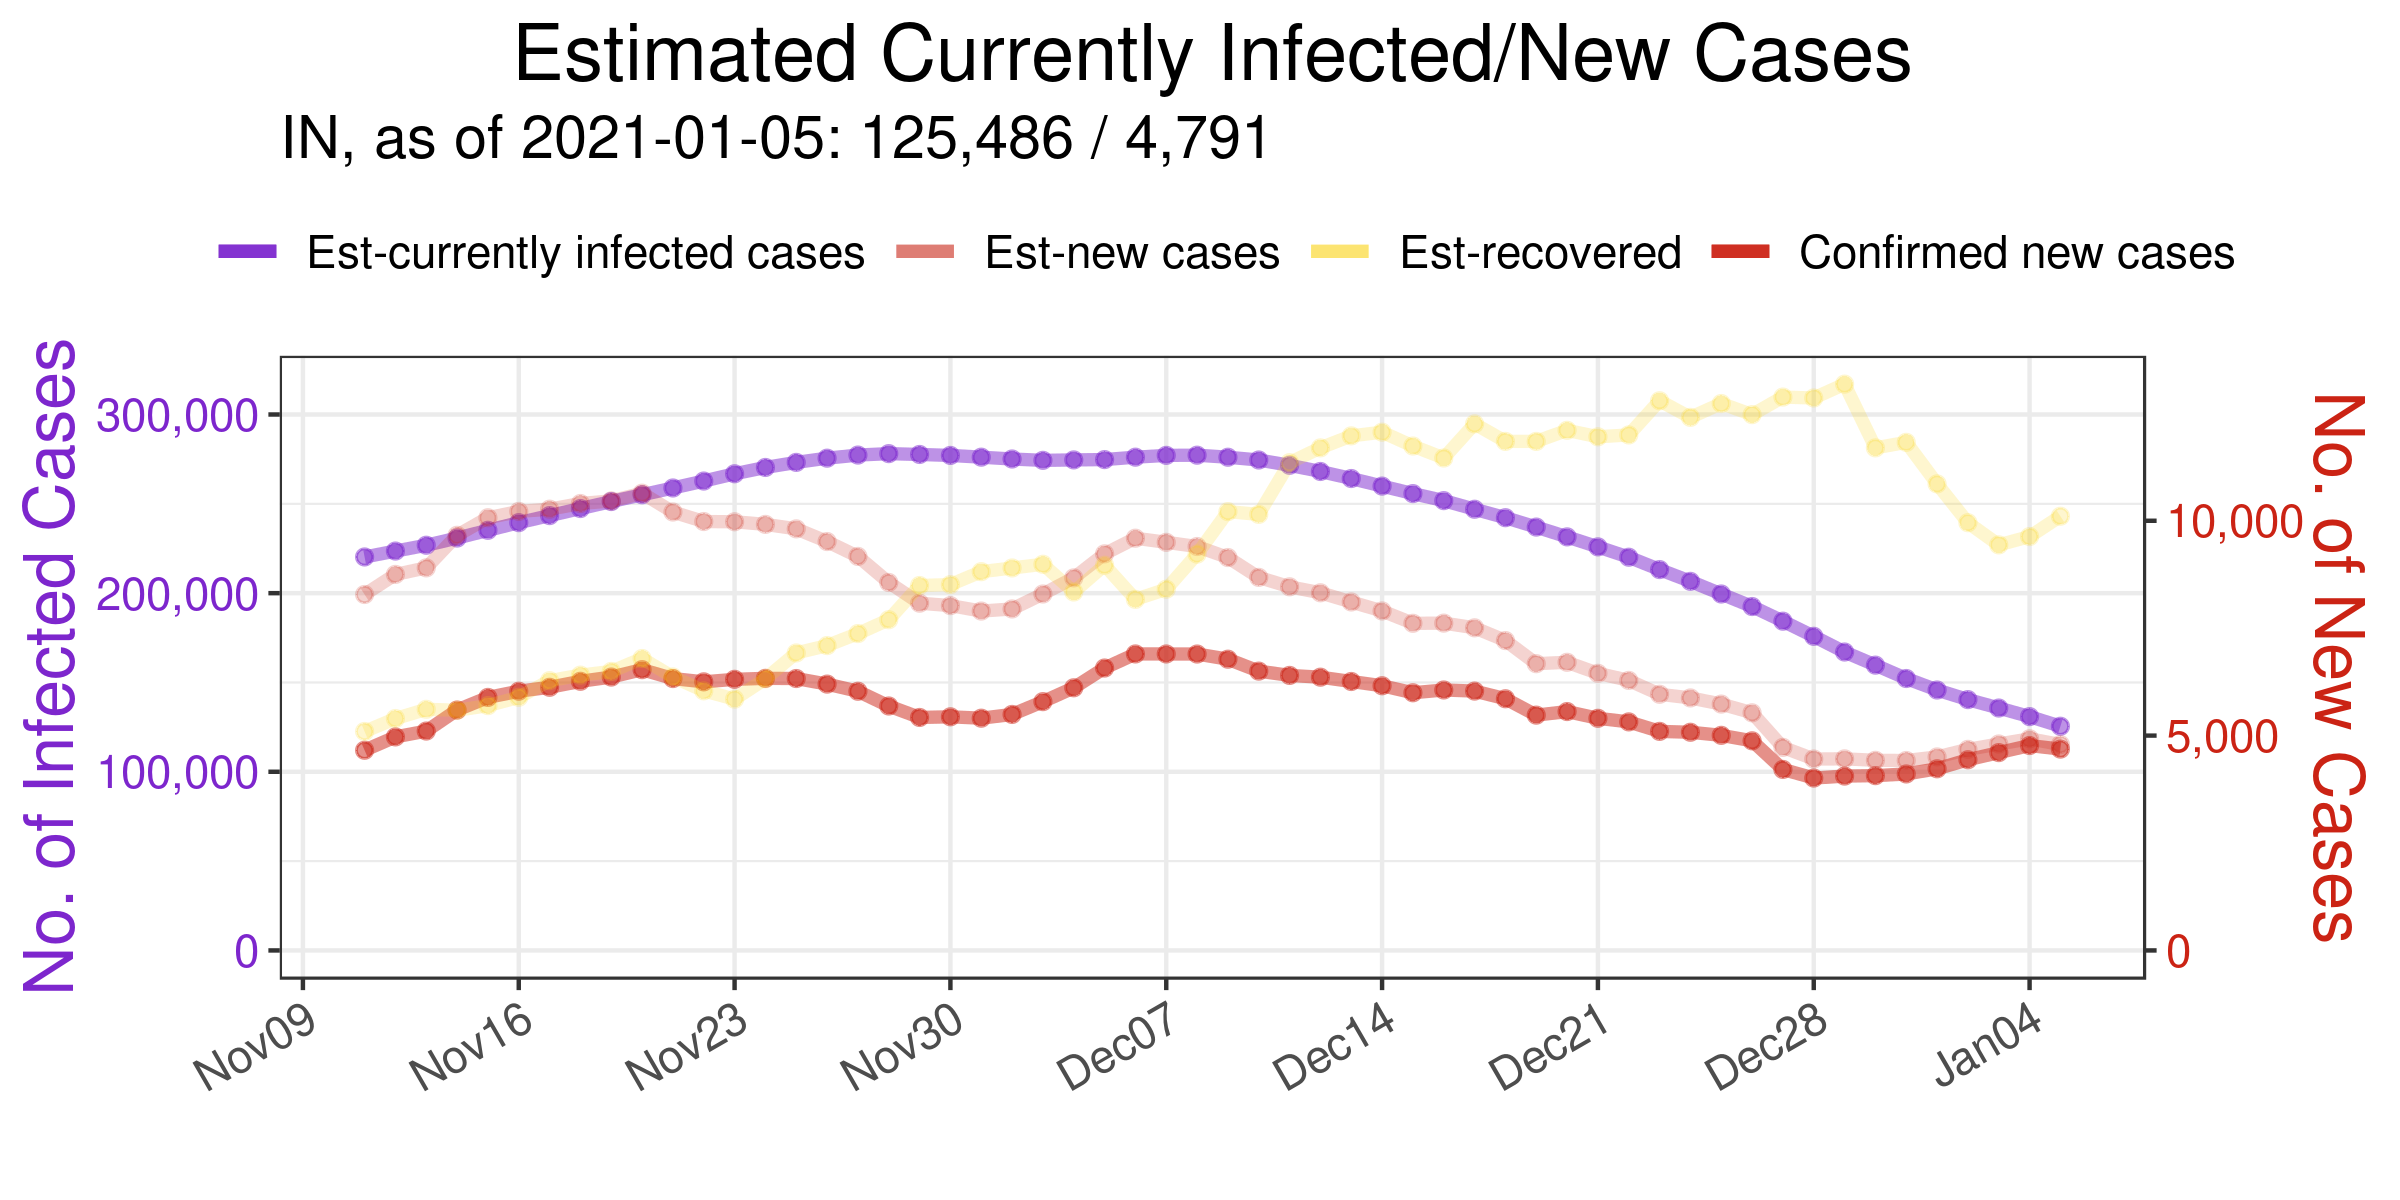 Estimated Currently Infected/New Cases
IN, as of 2021-01-05: 125,486 / 4,791
Est-currently infected cases Est-new cases Est-recovered Confirmed new cases
No. of Infected Cases
300,000
200,000
100,000
0
10,000
5,000
0
No. of New Cases
Nov09 Nov16 Nov23 Nov30 Dec07 Dec14 Dec21 Dec28 Jan04